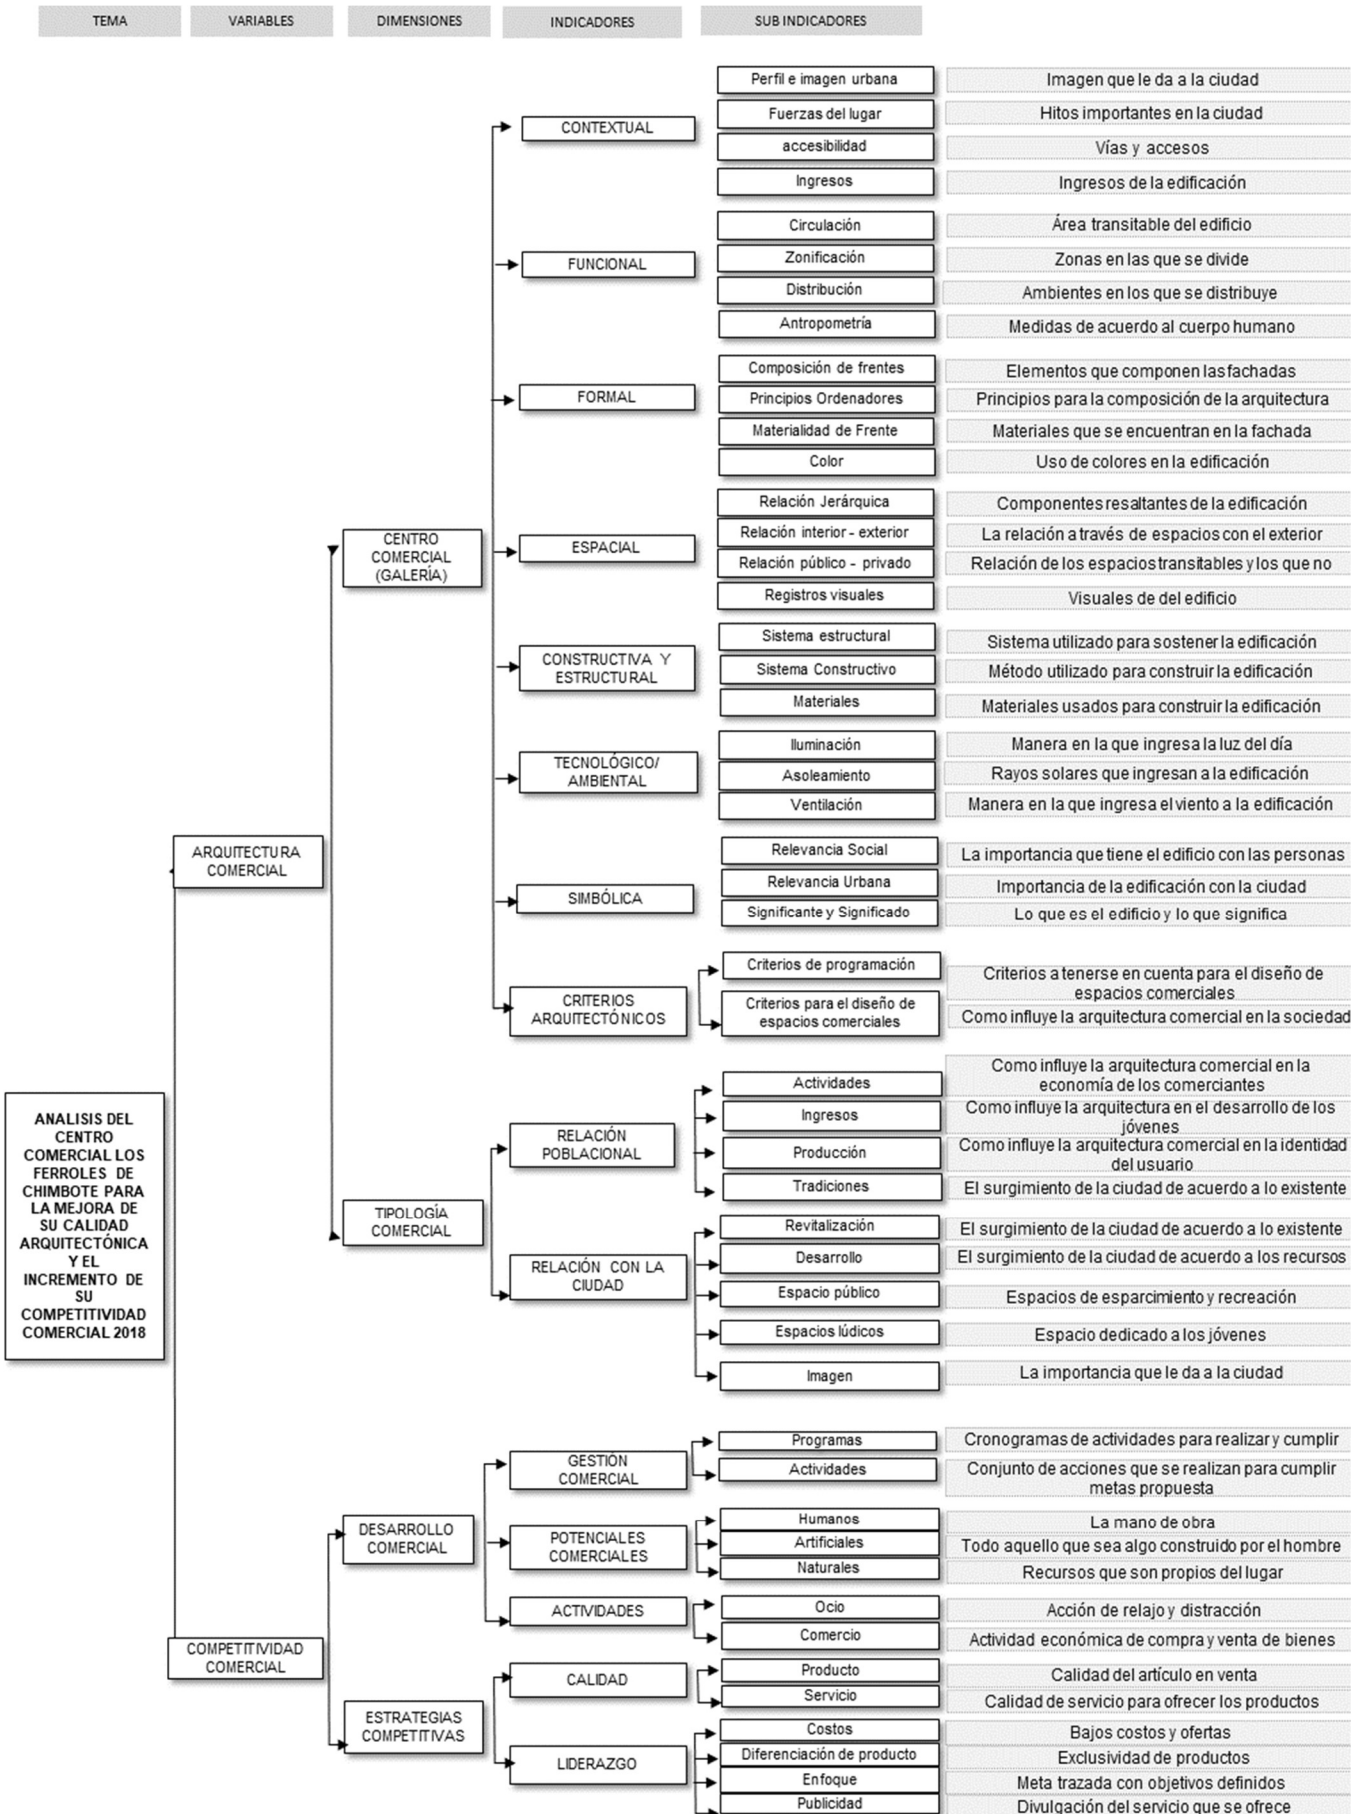 TEMA
VARIABLES
DIMENSIONES
INDICADORES
SUB INDICADORES
ANALISIS DEL
CENTRO
COMERCIAL LOS
FERROLES DE
CHIMBOTE PARA
LA MEJORA DE
SU CALIDAD
ARQUITECTÓNICA
Y EL
INCREMENTO DE
SU
COMPETITIVIDAD
COMERCIAL 2018
ARQUITECTURA
COMERCIAL
CENTRO
COMERCIAL
(GALERÍA)
CONTEXTUAL
Perfil e imagen urbana
Imagen que le da a la ciudad
Fuerzas del lugar
Hitos importantes en la ciudad
accesibilidad
Vías y accesos
Ingresos
Ingresos de la edificación
FUNCIONAL
Circulación
Área transitable del edificio
Zonificación
Zonas en las que se divide
Distribución
Ambientes en los que se distribuye
Antropometría
Medidas de acuerdo al cuerpo humano
FORMAL
Composición de frentes
Elementos que componen las fachadas
Principios Ordenadores
Principios para la composición de la arquitectura
Materialidad de Frente
Materiales que se encuentran en la fachada
Color
Uso de colores en la edificación
ESPACIAL
Relación Jerárquica
Componentes resaltantes de la edificación
Relación interior - exterior
La relación a través de espacios con el exterior
Relación público - privado
Relación de los espacios transitables y los que no
Registros visuales
Visuales de del edificio
CONSTRUCTIVA Y
ESTRUCTURAL
Sistema estructural
Sistema utilizado para sostener la edificación
Sistema Constructivo
Método utilizado para construir la edificación
Materiales
Materiales usados para construir la edificación
TECNOLÓGICO/
AMBIENTAL
Iluminación
Manera en la que ingresa la luz del día
Asoleamiento
Rayos solares que ingresan a la edificación
Ventilación
Manera en la que ingresa el viento a la edificación
SIMBÓLICA
Relevancia Social
La importancia que tiene el edificio con las personas
Relevancia Urbana
Importancia de la edificación con la ciudad
Significante y Significado
Lo que es el edificio y lo que significa
CRITERIOS
ARQUITECTÓNICOS
Criterios de programación
Criterios a tenerse en cuenta para el diseño de
espacios comerciales
Criterios para el diseño de
espacios comerciales
Como influye la arquitectura comercial en la sociedad
TIPOLOGÍA
COMERCIAL
RELACIÓN
POBLACIONAL
Actividades
Como influye la arquitectura comercial en la
economía de los comerciantes
Ingresos
Como influye la arquitectura en el desarrollo de los
jóvenes
Producción
Como influye la arquitectura comercial en la identidad
del usuario
Tradiciones
El surgimiento de la ciudad de acuerdo a lo existente
RELACIÓN CON LA
CIUDAD
Revitalización
El surgimiento de la ciudad de acuerdo a lo existente
Desarrollo
El surgimiento de la ciudad de acuerdo a los recursos
Espacio público
Espacios de esparcimiento y recreación
Espacios lúdicos
Espacio dedicado a los jóvenes
Imagen
La importancia que le da a la ciudad
COMPETITIVIDAD
COMERCIAL
DESARROLLO
COMERCIAL
GESTIÓN
COMERCIAL
Programas
Cronogramas de actividades para realizar y cumplir
Actividades
Conjunto de acciones que se realizan para cumplir
metas propuesta
POTENCIALES
COMERCIALES
Humanos
La mano de obra
Artificiales
Todo aquello que sea algo construido por el hombre
Naturales
Recursos que son propios del lugar
ACTIVIDADES
Ocio
Acción de relajo y distracción
Comercio
Actividad económica de compra y venta de bienes
ESTRATEGIAS
COMPETITIVAS
CALIDAD
Producto
Calidad del artículo en venta
Servicio
Calidad de servicio para ofrecer los productos
LIDERAZGO
Costos
Bajos costos y ofertas
Diferenciación de producto
Exclusividad de productos
Enfoque
Meta trazada con objetivos definidos
Publicidad
Divulgación del servicio que se ofrece